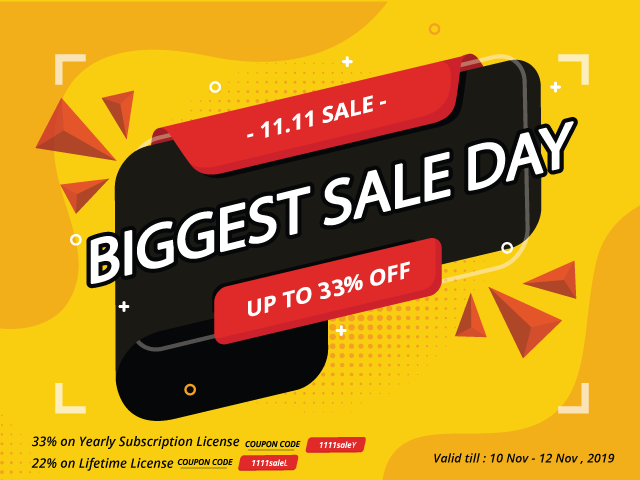 - 11.11 SALE -
BIGGEST SALE DAY
UP TO 33% OFF
33% on Yearly Subscription License COUPON CODE 1111saleY
22% on Lifetime License COUPON CODE 1111saleL
Valid till : 10 Nov - 12 Nov , 2019